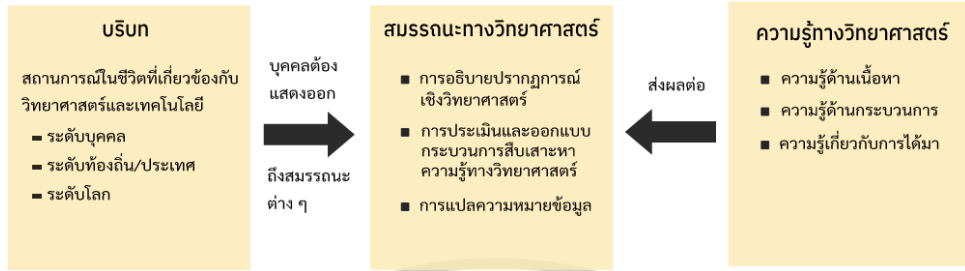 บริบท
สถานการณ์ในชีวิตที่เกี่ยวข้องกับ
วิทยาศาสตร์และเทคโนโลยี
ระดับบุคคล
ระดับท้องถิ่น/ประเทศ
ระดับโลก
บุคคลต้อง
แสดงออก
ถึงสมรรถนะ
ต่าง ๆ
สมรรถนะทางวิทยาศาสตร์
การอธิบายปรากฏการณ์
เชิงวิทยาศาสตร์
การประเมินและออกแบบ
กระบวนการสืบเสาะหา
ความรู้ทางวิทยาศาสตร์
การแปลความหมายข้อมูล
ส่งผลต่อ
ความรู้ทางวิทยาศาสตร์
ความรู้ด้านเนื้อหา
ความรู้ด้านกระบวนการ
ความรู้เกี่ยวกับการได้มา